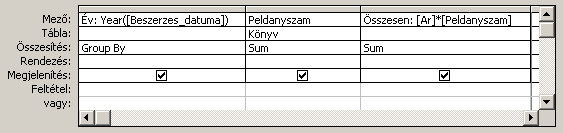 Mező: Év: Year([Beszerzes_datuma]) Peldanyszam Összesen: [Ar]*[Peldanyszam]
Tábla: Könyv
Összesítés: Group By Sum Sum
Rendezés:
Megjelenítés:
Feltétel:
vagy: